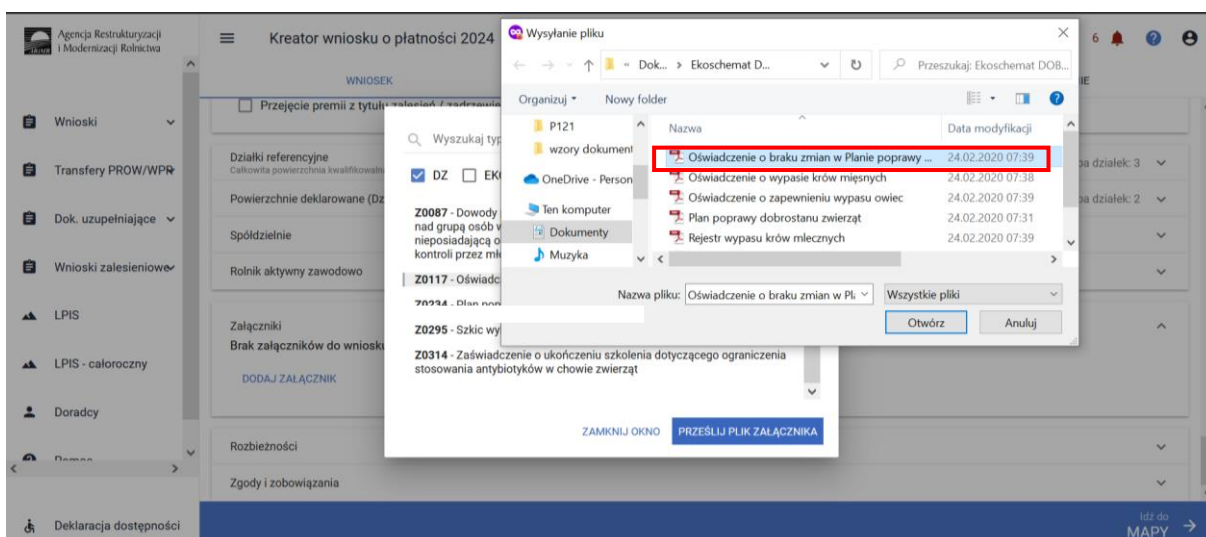 Agencja Restrukturyzacji
i Modernizacji Rolnictwa
Kreator wniosku o płatności 2024
6
WNIOSEK
Wnioski
Transfery PROW/WPR
Dok. uzupełniające
Wnioski zalesieniowe
LPIS
LPIS - całoroczny
Doradcy
Deklaracja dostępności
Przejęcie premii z tytułu zalesień / zadrzewie
Działki referencyjne
Całkowita powierzchnia kwalifikowaln
Powierzchnie deklarowane (Dz
Spółdzielnie
Rolnik aktywny zawodowo
Załączniki
Brak załączników do wniosku
DODAJ ZAŁĄCZNIK
Rozbieżności
Zgody i zobowiązania
działek: 3
działek: 2
Idź do
MAPY
Wyszukaj typ
DZ EK
Z0087 - Dowody
nad grupą osób w
nieposiadającą o
kontroli przez mł
Z0117 - Oświadc
Z0234 - Plan pop
Z0295 - Szkic wy
Z0314 - Zaświadczenie o ukończeniu szkolenia dotyczącego ograniczenia
stosowania antybiotyków w chowie zwierząt
ZAMKNIJ OKNO PRZEŚLIJ PLIK ZAŁĄCZNIKA
Wysyłanie pliku
« Dok... > Ekoschemat D...
Przeszukaj: Ekoschemat DOB...
Organizuj Nowy folder
P121
wzory dokument
OneDrive - Person
Ten komputer
Dokumenty
Muzyka
Nazwa Data modyfikacji
Oświadczenie o braku zmian w Planie poprawy ... 24.02.2020 07:39
Oświadczenie o wypasie krów mięsnych 24.02.2020 07:38
Oświadczenie o zapewnieniu wypasu owiec 24.02.2020 07:39
Plan poprawy dobrostanu zwierząt 24.02.2020 07:31
Rejestr wypasu krów mlecznych 24.02.2020 07:39
Nazwa pliku: Oświadczenie o braku zmian w Pl Wszystkie pliki
Otwórz Anuluj